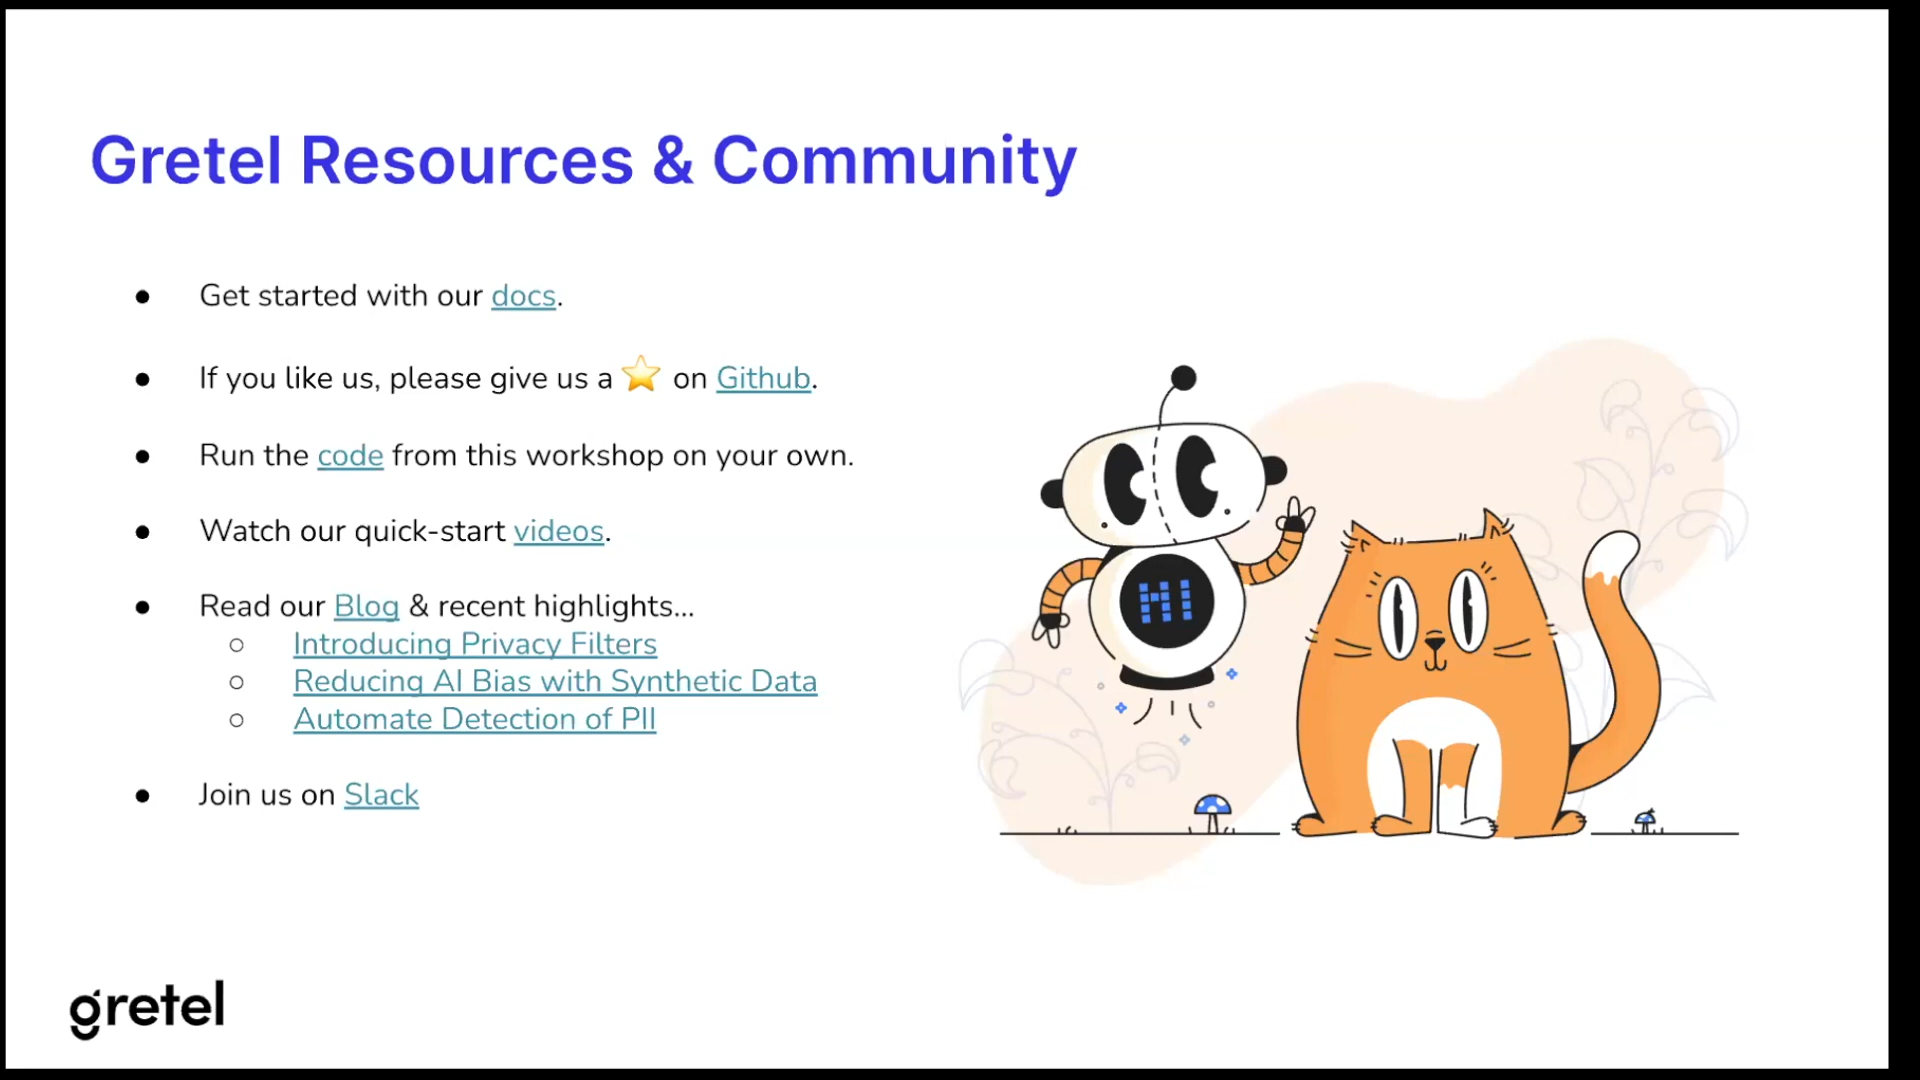 Gretel Resources & Community
● Get started with our docs.
● If you like us, please give us a ⭐ on Github.
● Run the code from this workshop on your own.
● Watch our quick-start videos.
● Read our Blog & recent highlights...
○ Introducing Privacy Filters
○ Reducing AI Bias with Synthetic Data
○ Automate Detection of PII
● Join us on Slack
HI
gretel